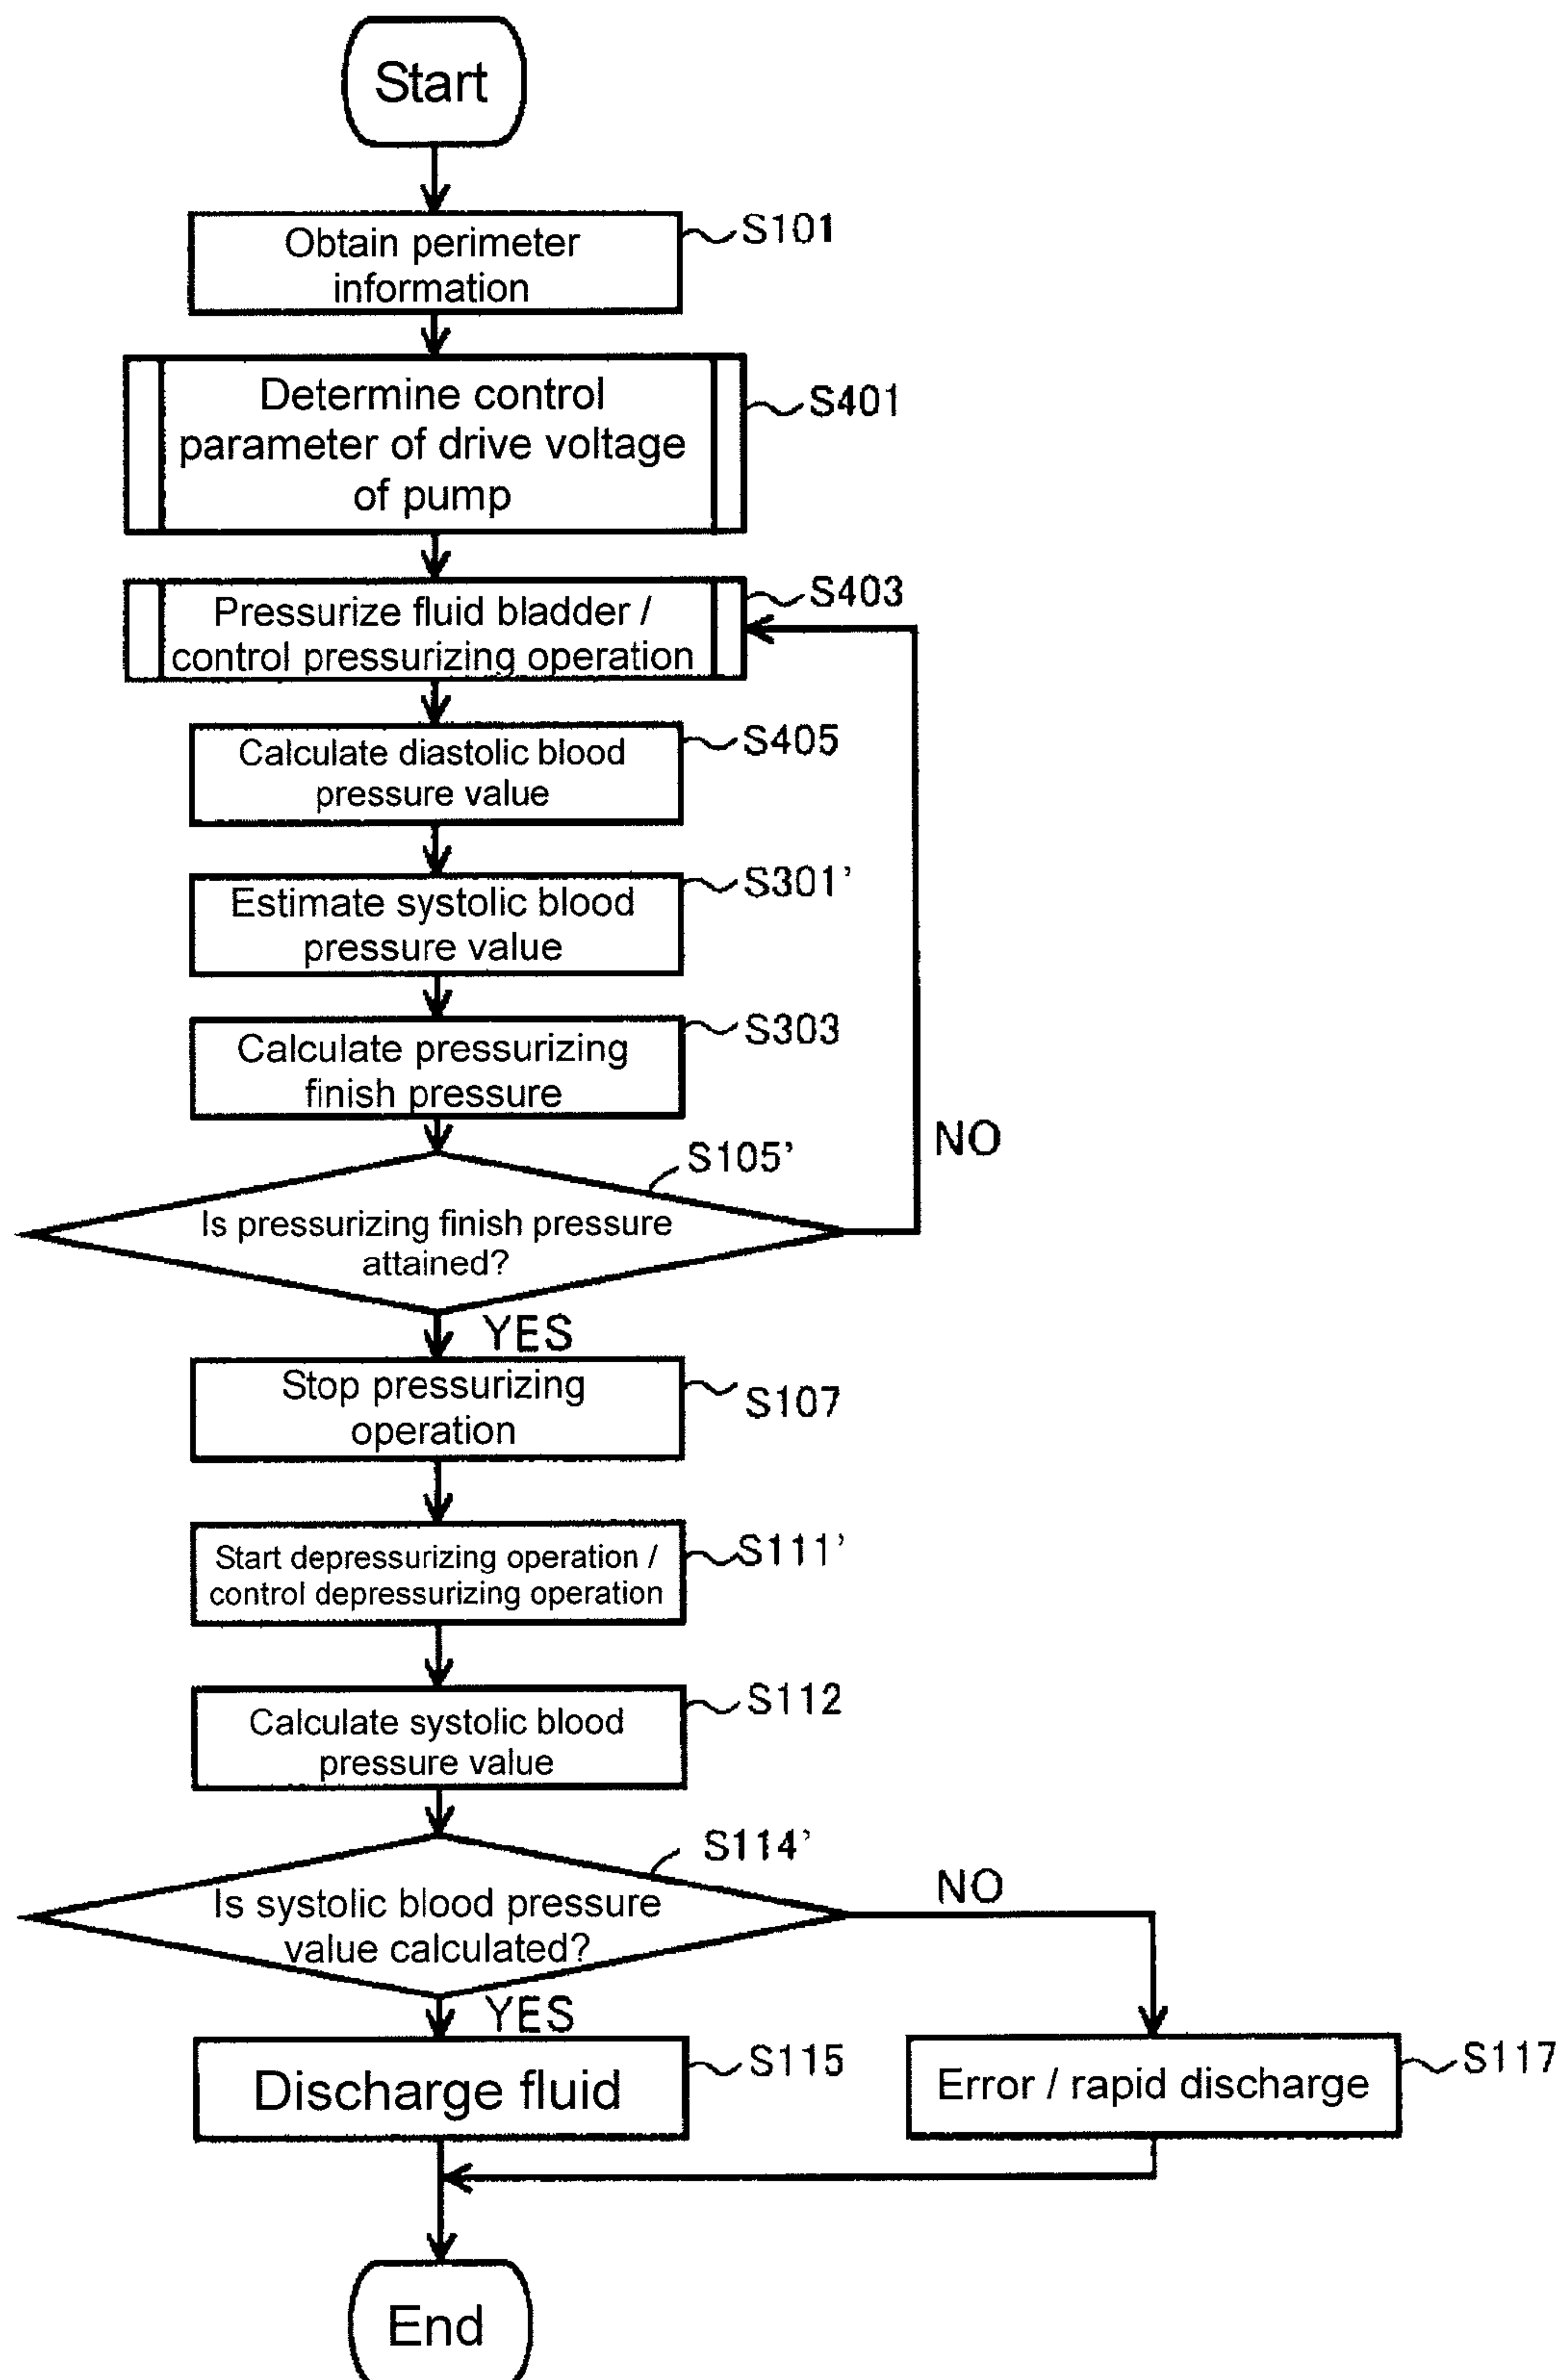 Start
Obtain perimeter
information
S101
Determine control
parameter of drive voltage
of pump
S401
Pressurize fluid bladder /
control pressurizing operation
S403
Calculate diastolic blood
pressure value
S405
Estimate systolic blood
pressure value
S301’
Calculate pressurizing
finish pressure
S303
Is pressurizing finish pressure
attained?
S105’
NO
YES
Stop pressurizing
operation
S107
Start depressurizing operation /
control depressurizing operation
S111’
Calculate systolic blood
pressure value
S112
Is systolic blood pressure
value calculated?
S114’
NO
YES
Discharge fluid
S115
Error / rapid discharge
S117
End